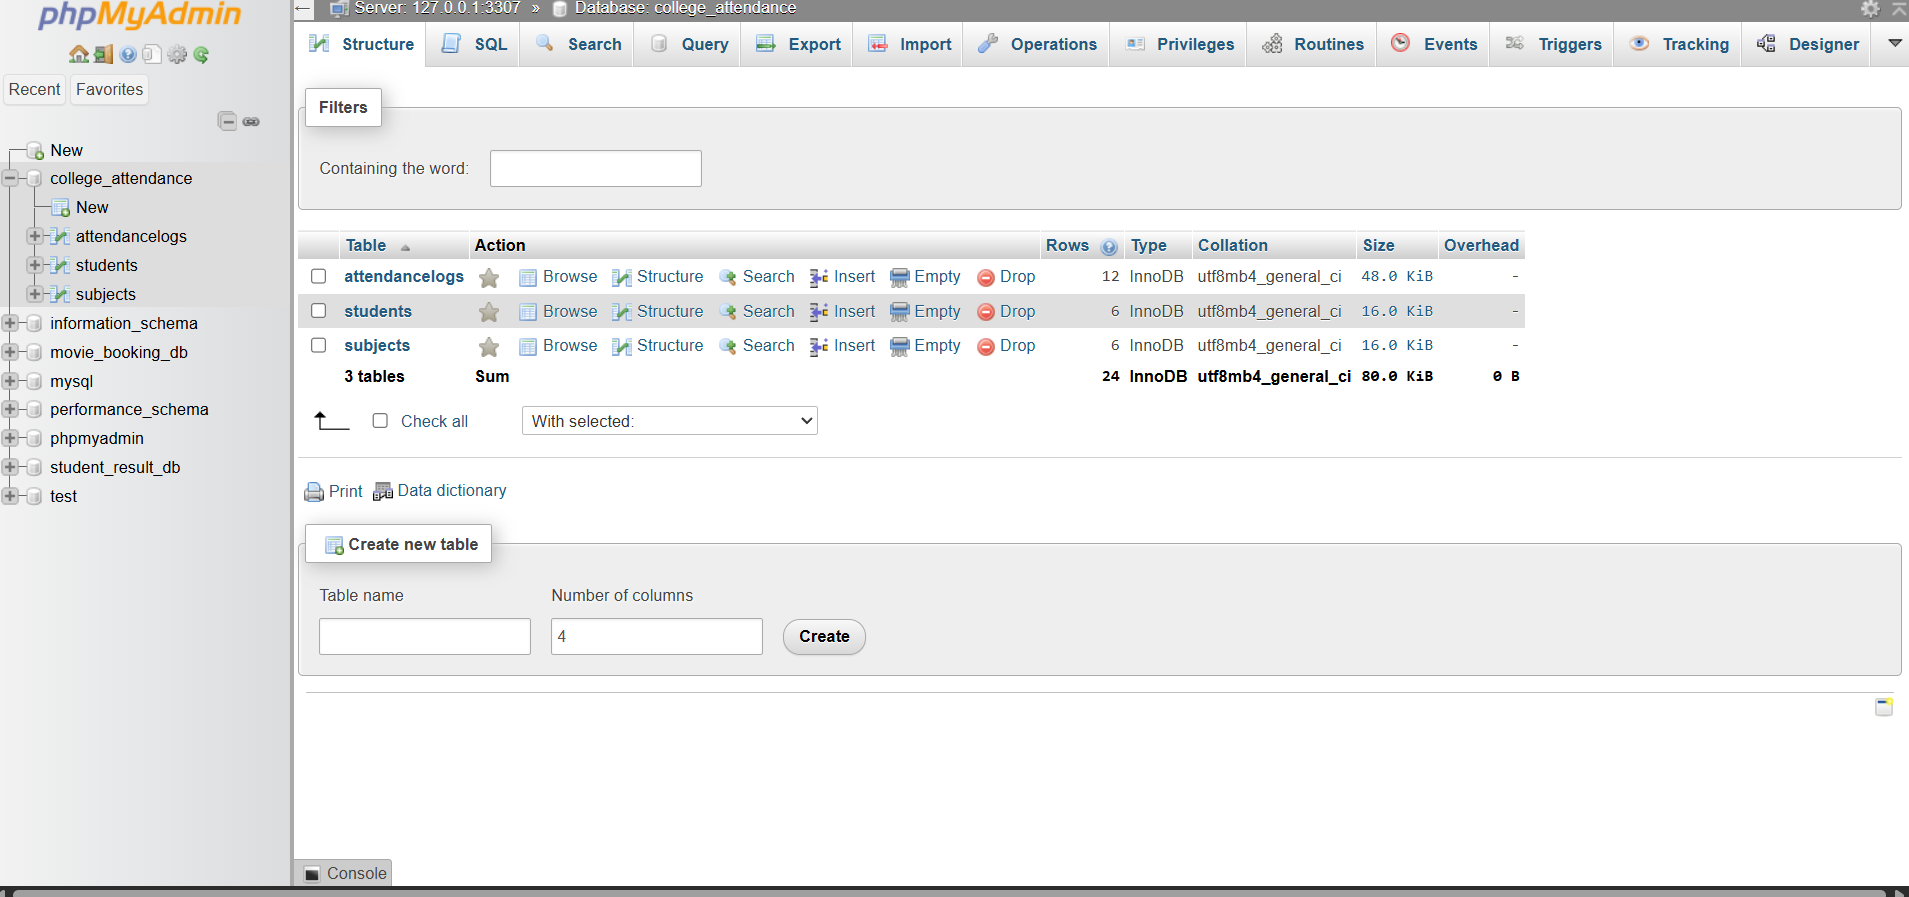 phpMyAdmin
Recent Favorites
New
college_attendance
New
attendancelogs
students
subjects
information_schema
movie_booking_db
mysql
performance_schema
phpmyadmin
student_result_db
test
Server: 127.0.0.1:3307 » Database: college_attendance
Structure SQL Search Query Export Import Operations Privileges Routines Events Triggers Tracking Designer
Filters
Containing the word:
Table Action Rows Type Collation Size Overhead
attendancelogs Browse Structure Search Insert Empty Drop 12 InnoDB utf8mb4_general_ci 48.0 KiB -
students Browse Structure Search Insert Empty Drop 6 InnoDB utf8mb4_general_ci 16.0 KiB -
subjects Browse Structure Search Insert Empty Drop 6 InnoDB utf8mb4_general_ci 16.0 KiB -
3 tables Sum 24 InnoDB utf8mb4_general_ci 80.0 KiB 0 B
Check all With selected:
Print Data dictionary
Create new table
Table name Number of columns
4 Create
Console